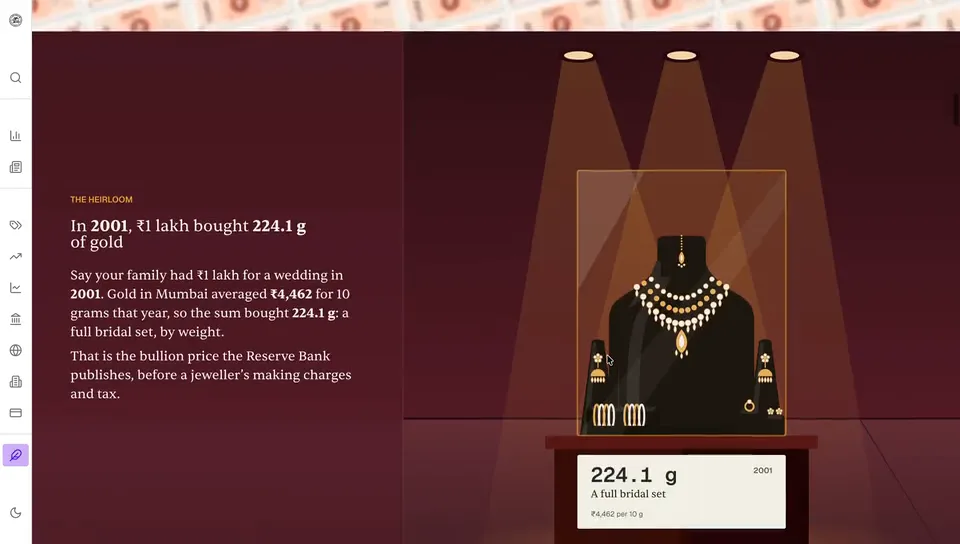 THE HEIRLOOM
In 2001, ₹1 lakh bought 224.1 g
of gold
Say your family had ₹1 lakh for a wedding in
2001. Gold in Mumbai averaged ₹4,462 for 10
grams that year, so the sum bought 224.1 g: a
full bridal set, by weight.
That is the bullion price the Reserve Bank
publishes, before a jeweller’s making charges
and tax.
224.1 g
2001
A full bridal set
₹4,462 per 10 g